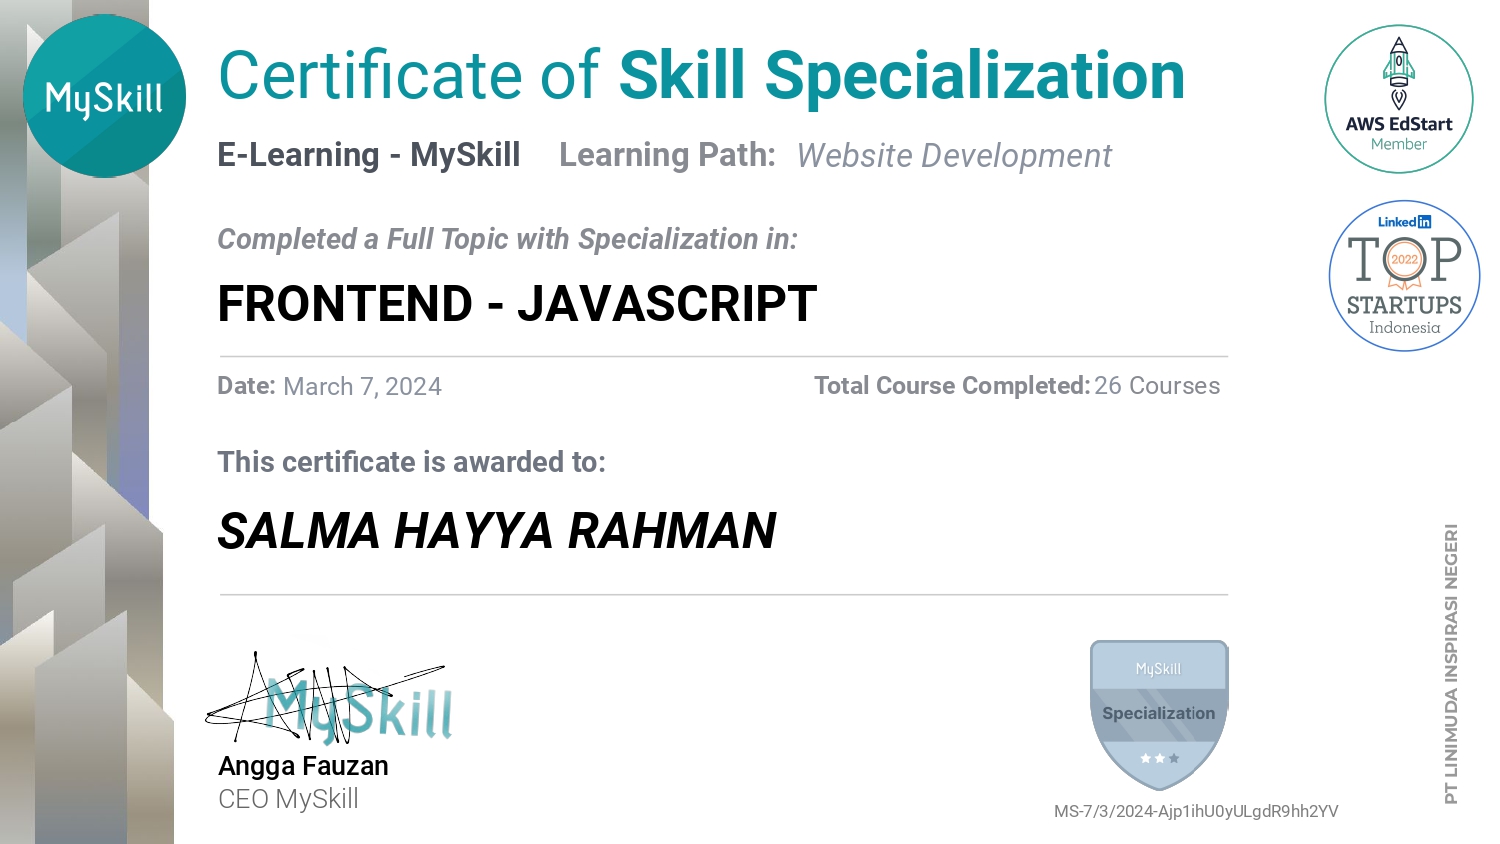 MySkill
Certificate of Skill Specialization
E-Learning - MySkill Learning Path: Website Development
Completed a Full Topic with Specialization in:
FRONTEND - JAVASCRIPT
Date: March 7, 2024
Total Course Completed: 26 Courses
This certificate is awarded to:
SALMA HAYYA RAHMAN
MySkill
Angga Fauzan
CEO MySkill
AWS EdStart
Member
LinkedIn
TOP
2022
STARTUPS
Indonesia
MySkill
Specialization
MS-7/3/2024-Ajp1ihU0yULgdR9hh2YV
PT LINIMUDA INSPIRASI NEGERI